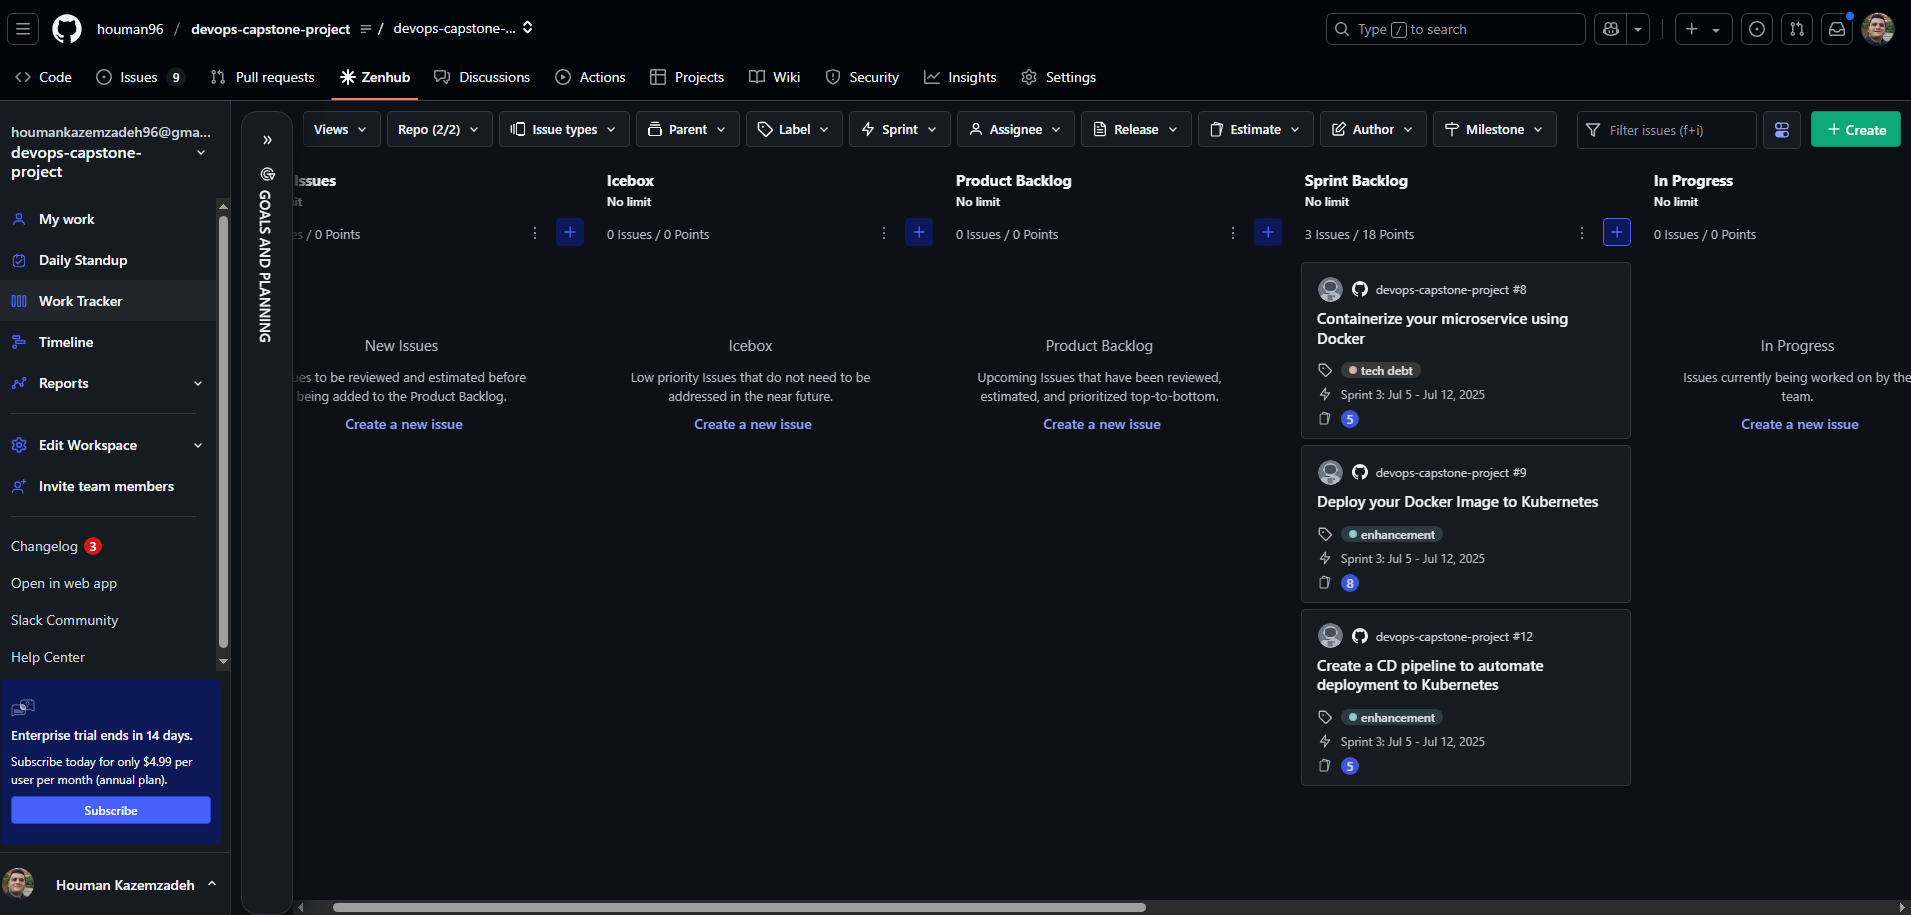 houman96 / devops-capstone-project / devops-capstone-...
Type / to search
Code
Issues 9
Pull requests
Zenhub
Discussions
Actions
Projects
Wiki
Security
Insights
Settings
houmankazemzadeh96@gma...
devops-capstone-
project
My work
Daily Standup
Work Tracker
Timeline
Reports
Edit Workspace
Invite team members
Changelog 3
Open in web app
Slack Community
Help Center
Enterprise trial ends in 14 days.
Subscribe today for only $4.99 per
user per month (annual plan).
Subscribe
Houman Kazemzadeh
GOALS AND PLANNING
Views
Repo (2/2)
Issue types
Parent
Label
Sprint
Assignee
Release
Estimate
Author
Milestone
Filter issues (f+i)
+ Create
Issues
it
es / 0 Points
New Issues
ues to be reviewed and estimated before
being added to the Product Backlog.
Create a new issue
Icebox
No limit
0 Issues / 0 Points
Icebox
Low priority Issues that do not need to be
addressed in the near future.
Create a new issue
Product Backlog
No limit
0 Issues / 0 Points
Product Backlog
Upcoming Issues that have been reviewed,
estimated, and prioritized top-to-bottom.
Create a new issue
Sprint Backlog
No limit
3 Issues / 18 Points
devops-capstone-project #8
Containerize your microservice using
Docker
tech debt
Sprint 3: Jul 5 - Jul 12, 2025
5
devops-capstone-project #9
Deploy your Docker Image to Kubernetes
enhancement
Sprint 3: Jul 5 - Jul 12, 2025
8
devops-capstone-project #12
Create a CD pipeline to automate
deployment to Kubernetes
enhancement
Sprint 3: Jul 5 - Jul 12, 2025
5
In Progress
No limit
0 Issues / 0 Points
In Progress
Issues currently being worked on by the
team.
Create a new issue